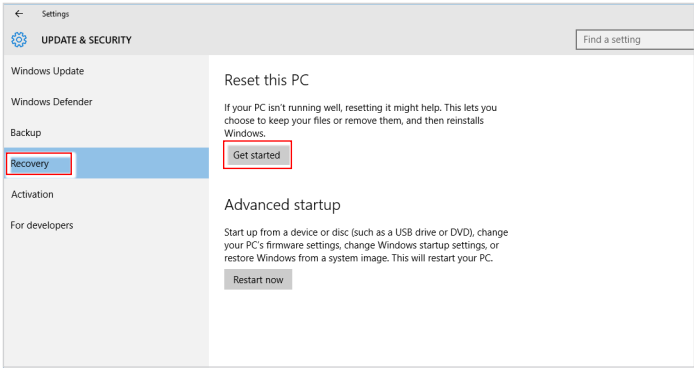 Settings
UPDATE & SECURITY
Find a setting
Windows Update
Windows Defender
Backup
Recovery
Activation
For developers
Reset this PC
If your PC isn't running well, resetting it might help. This lets you
choose to keep your files or remove them, and then reinstalls
Windows.
Get started
Advanced startup
Start up from a device or disc (such as a USB drive or DVD), change
your PC's firmware settings, change Windows startup settings, or
restore Windows from a system image. This will restart your PC.
Restart now